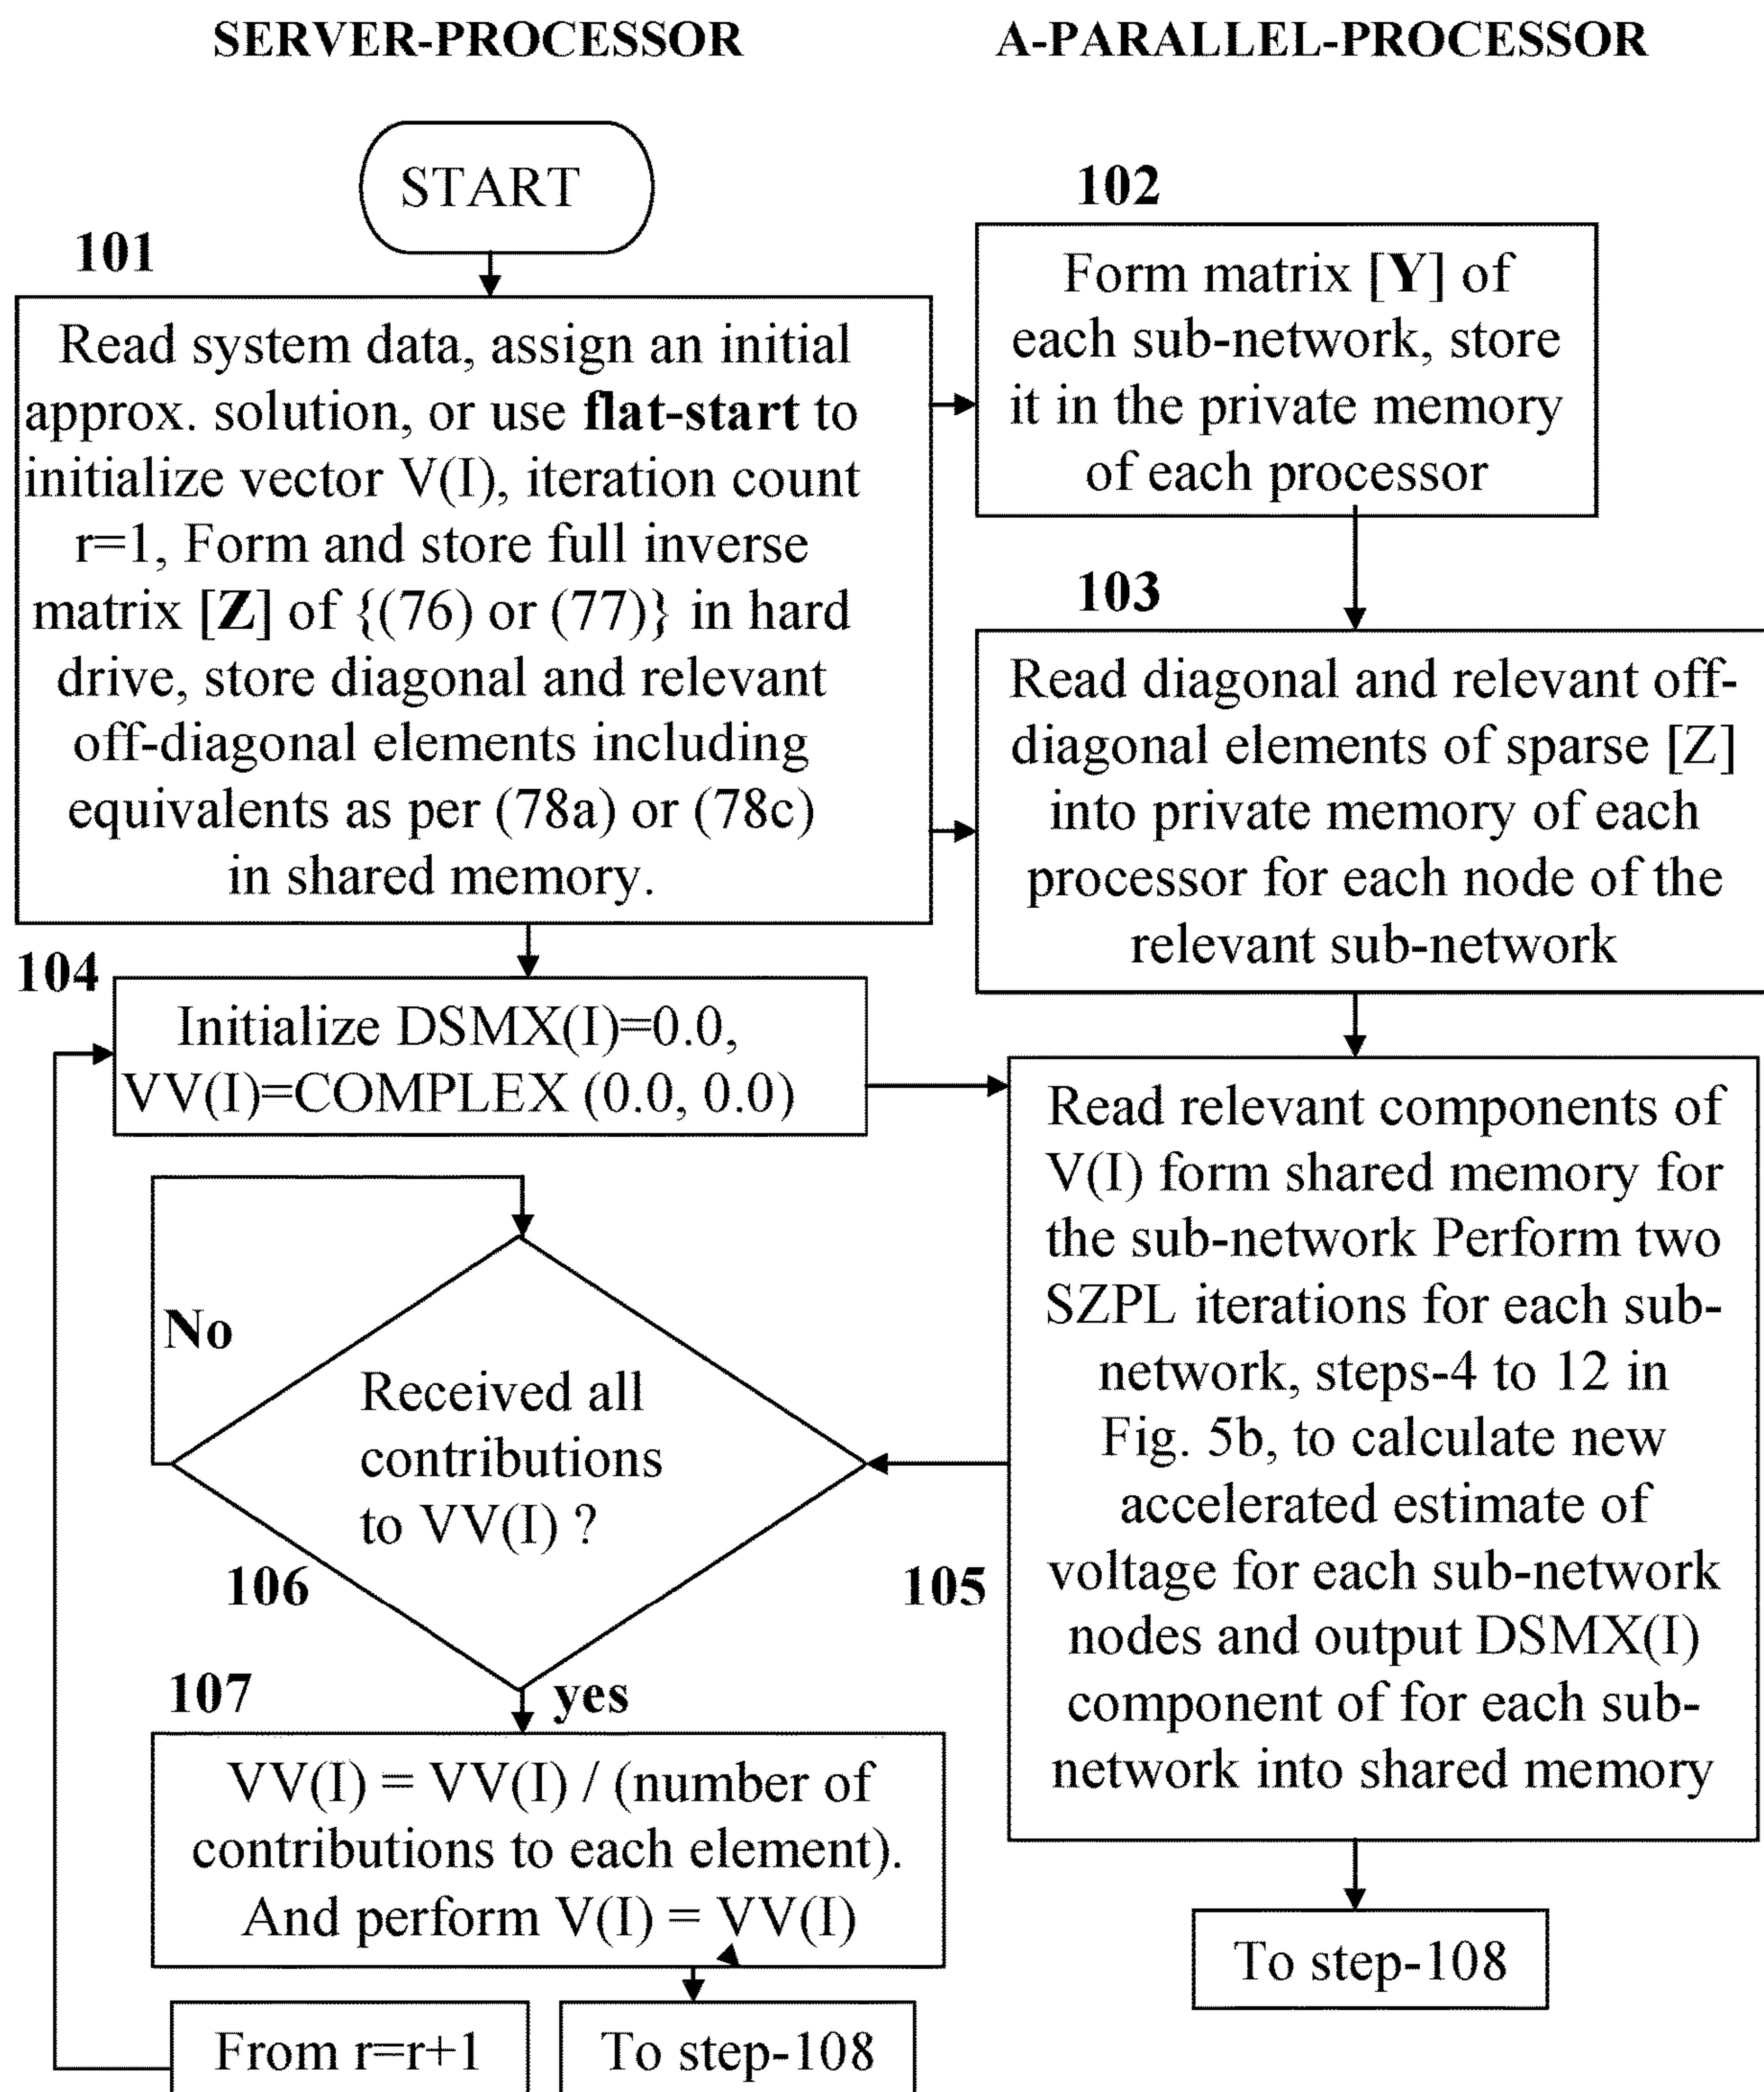 SERVER-PROCESSOR
A-PARALLEL-PROCESSOR
START
101
Read system data, assign an initial
approx. solution, or use flat-start to
initialize vector V(I), iteration count
r=1, Form and store full inverse
matrix [Z] of {(76) or (77)} in hard
drive, store diagonal and relevant
off-diagonal elements including
equivalents as per (78a) or (78c)
in shared memory.
102
Form matrix [Y] of
each sub-network, store
it in the private memory
of each processor
103
Read diagonal and relevant off-
diagonal elements of sparse [Z]
into private memory of each
processor for each node of the
relevant sub-network
104
Initialize DSMX(I)=0.0,
VV(I)=COMPLEX (0.0, 0.0)
Read relevant components of
V(I) form shared memory for
the sub-network Perform two
SZPL iterations for each sub-
network, steps-4 to 12 in
Fig. 5b, to calculate new
accelerated estimate of
voltage for each sub-network
nodes and output DSMX(I)
component of for each sub-
network into shared memory
105
No
Received all
contributions
to VV(I) ?
106
107
yes
VV(I) = VV(I) / (number of
contributions to each element).
And perform V(I) = VV(I)
To step-108
From r=r+1
To step-108